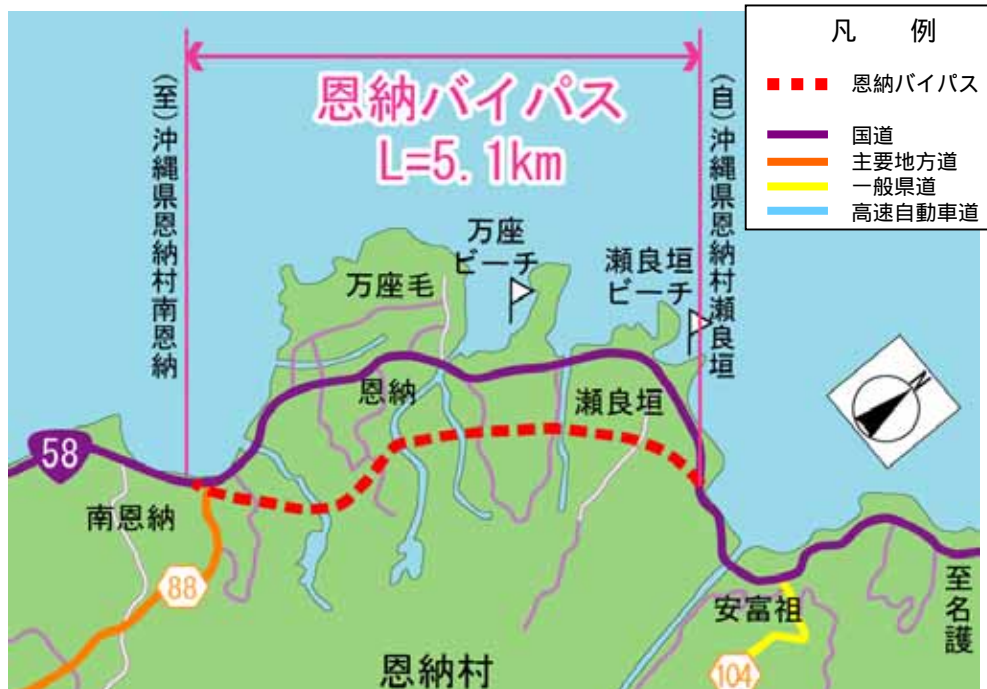 凡 例
恩納バイパス
国道
主要地方道
一般県道
高速自動車道
恩納バイパス
L=5.1km
(至)沖縄県恩納村南恩納
(自)沖縄県恩納村瀬良垣
万座
ビーチ
瀬良垣
ビーチ
万座毛
恩納
瀬良垣
N
58
南恩納
88
安富祖
至名護
恩納村
104